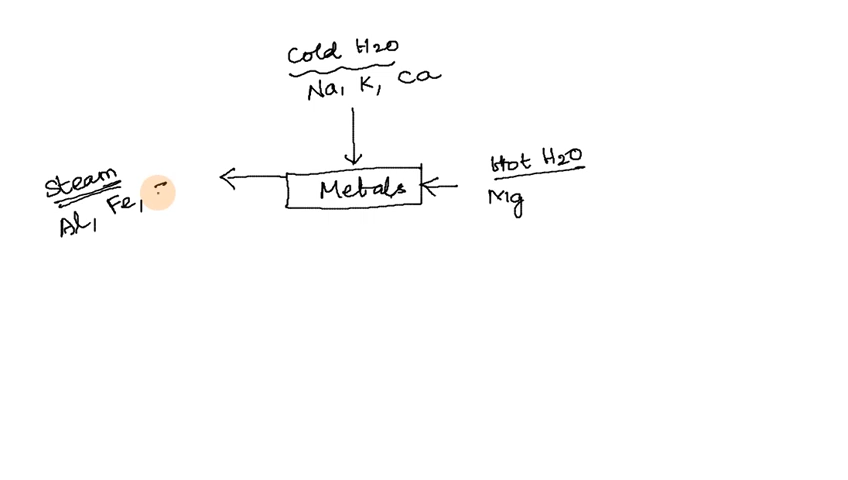 Cold H2O
Na, K, Ca
Steam
Al, Fe,
Metals
Hot H2O
Mg